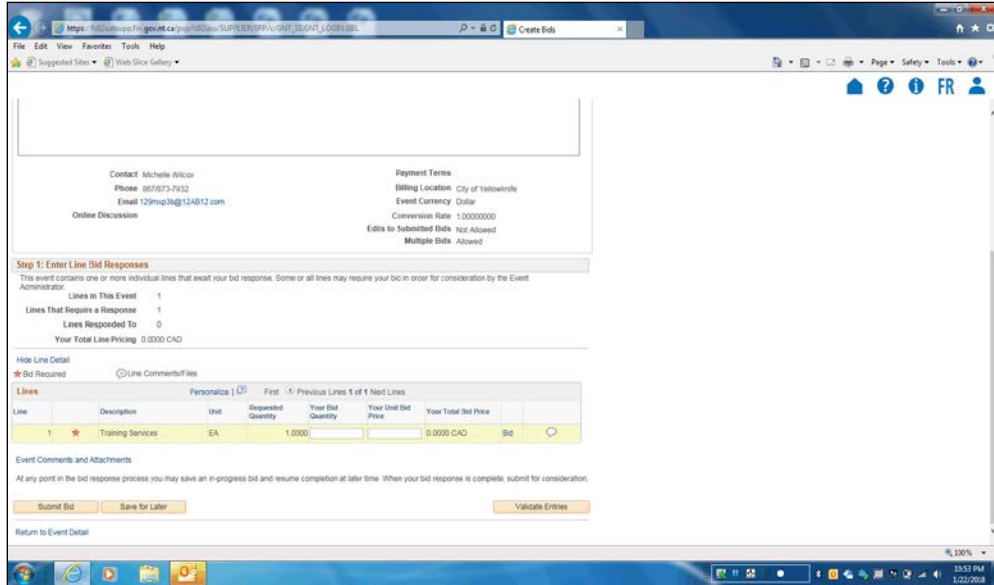 Create Bids
File Edit View Favorites Tools Help
Suggested Sites Web Slice Gallery
Page Safety Tools
FR
Contact Michelle Wilcox
Phone 867/873-7932
Email 129mxp3b@12AB12.com
Online Discussion
Payment Terms
Billing Location City of Yellowknife
Event Currency Dollar
Conversion Rate 1.00000000
Edits to Submitted Bids Not Allowed
Multiple Bids Allowed
Step 1: Enter Line Bid Responses
This event contains one or more individual lines that await your bid response. Some or all lines may require your bid in order for consideration by the Event
Administrator.
Lines in This Event 1
Lines That Require a Response 1
Lines Responded To 0
Your Total Line Pricing 0.0000 CAD
Hide Line Detail
Bid Required Line Comments/Files
Lines Personalize | First Previous Lines 1 of 1 Next Lines
Line Description Unit Requested Quantity Your Bid Quantity Your Unit Bid Price Your Total Bid Price
1 Training Services EA 1.0000 0.0000 CAD Bid
Event Comments and Attachments
At any point in the bid response process you may save an in-progress bid and resume completion at later time. When your bid response is complete, submit for consideration.
Submit Bid Save for Later Validate Entries
Return to Event Detail
100%
10:53 PM
1/22/2018